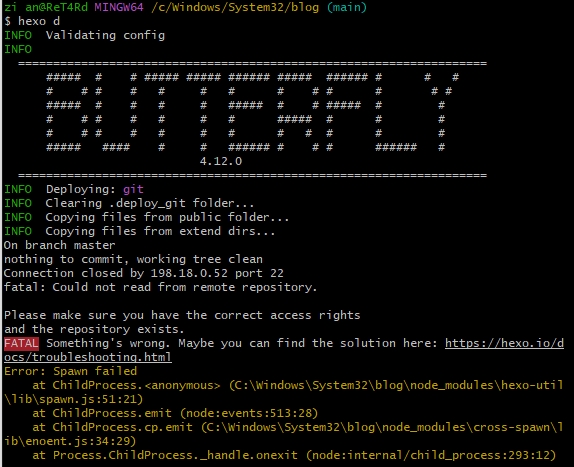 zi an@ReT4Rd MINGW64 /c/Windows/System32/blog (main)
$ hexo d
INFO  Validating config
INFO
===================================================================
BUTERFLY
4.12.0
===================================================================
INFO  Deploying: git
INFO  Clearing .deploy_git folder...
INFO  Copying files from public folder...
INFO  Copying files from extend dirs...
On branch master
nothing to commit, working tree clean
Connection closed by 198.18.0.52 port 22
fatal: Could not read from remote repository.

Please make sure you have the correct access rights
and the repository exists.
FATAL Something's wrong. Maybe you can find the solution here: https://hexo.io/d
ocs/troubleshooting.html
Error: Spawn failed
    at ChildProcess.<anonymous> (C:\Windows\System32\blog\node_modules\hexo-util
\lib\spawn.js:51:21)
    at ChildProcess.emit (node:events:513:28)
    at ChildProcess.cp.emit (C:\Windows\System32\blog\node_modules\cross-spawn\l
ib\enoent.js:34:29)
    at Process.ChildProcess._handle.onexit (node:internal/child_process:293:12)